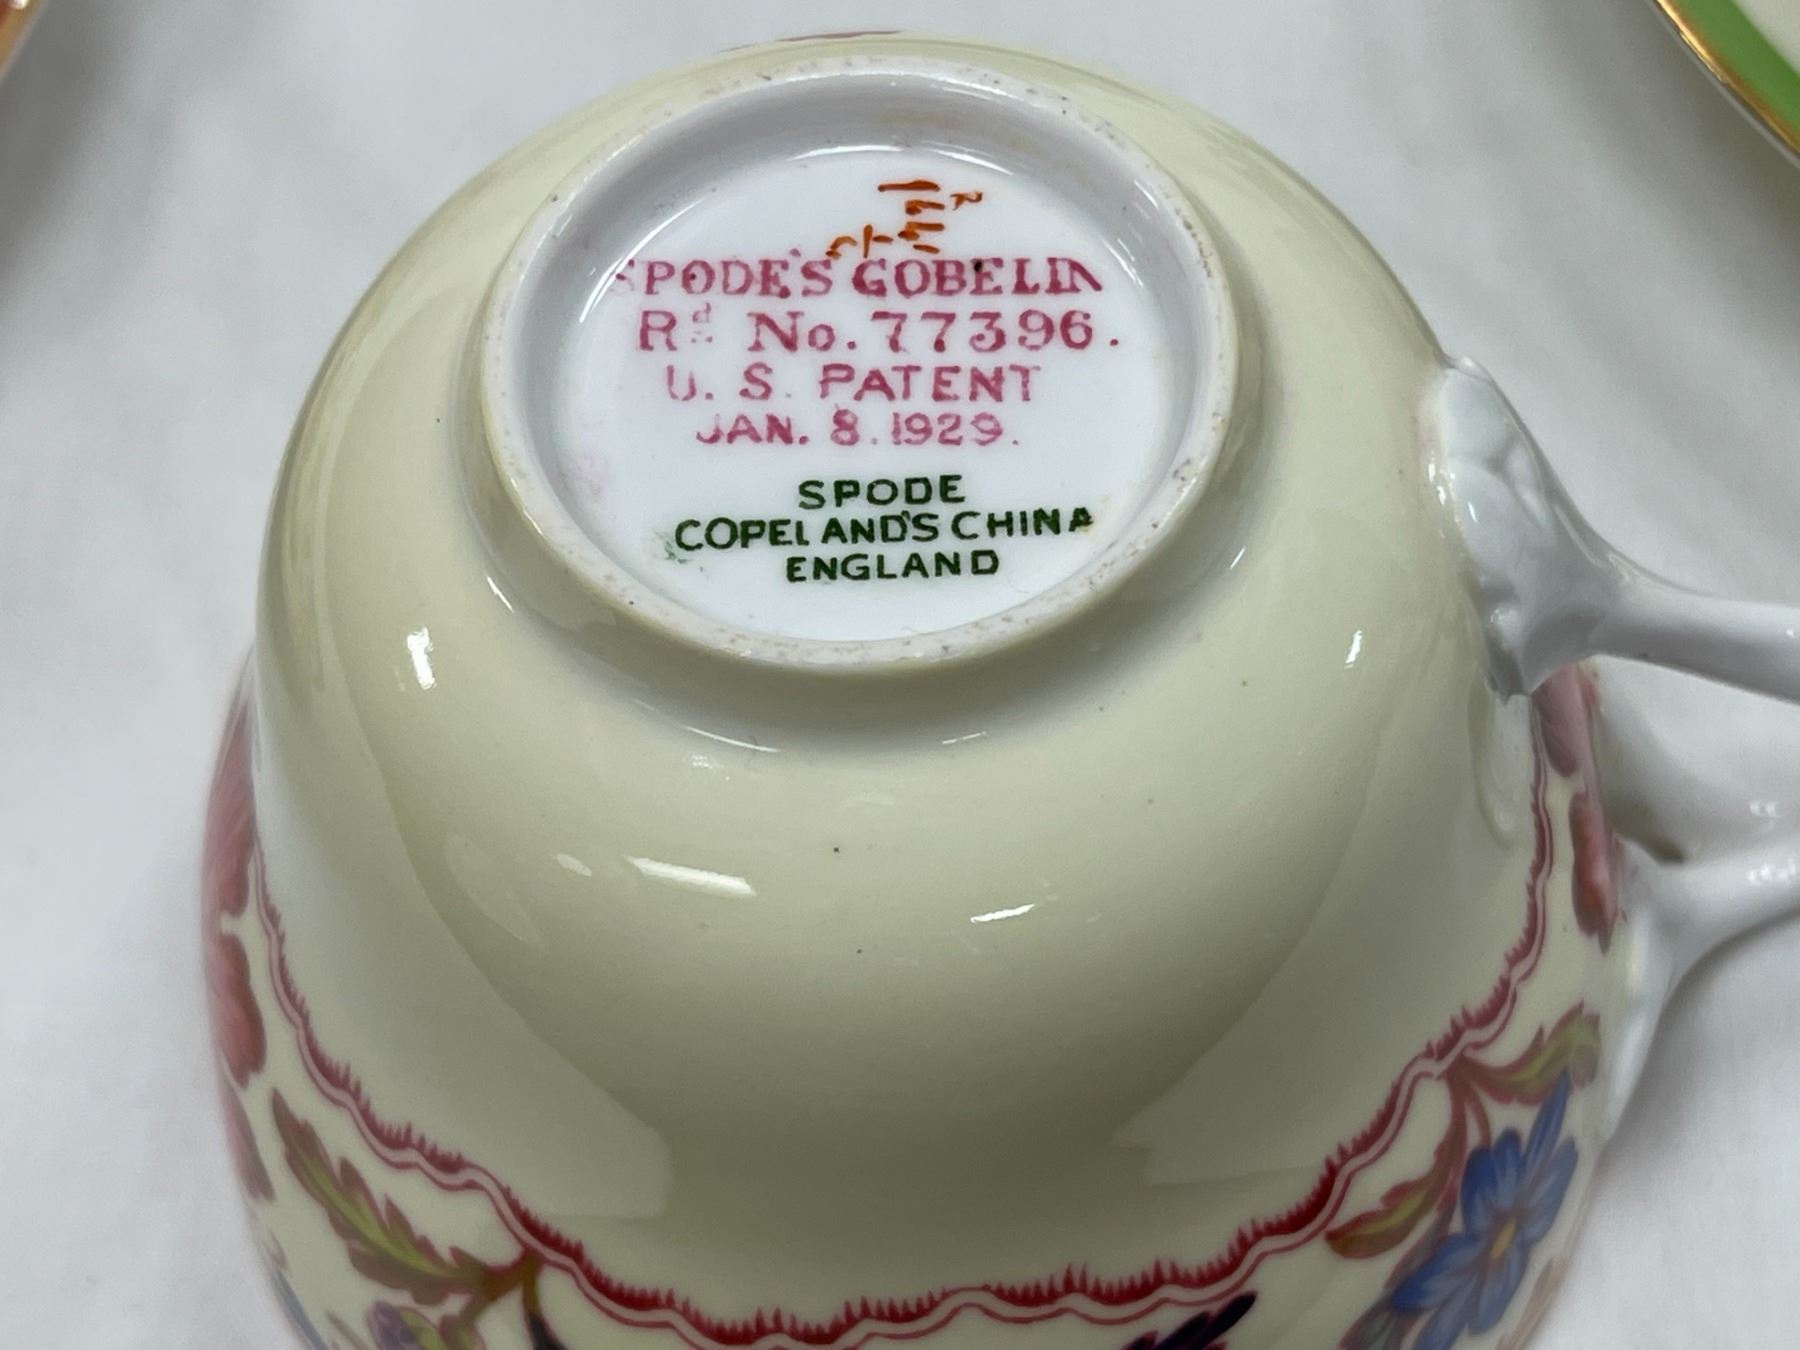 SPODE'S GOBELIN
Rd No. 77396.
U. S. PATENT
JAN. 8. 1929.
SPODE
COPELAND'S CHINA
ENGLAND